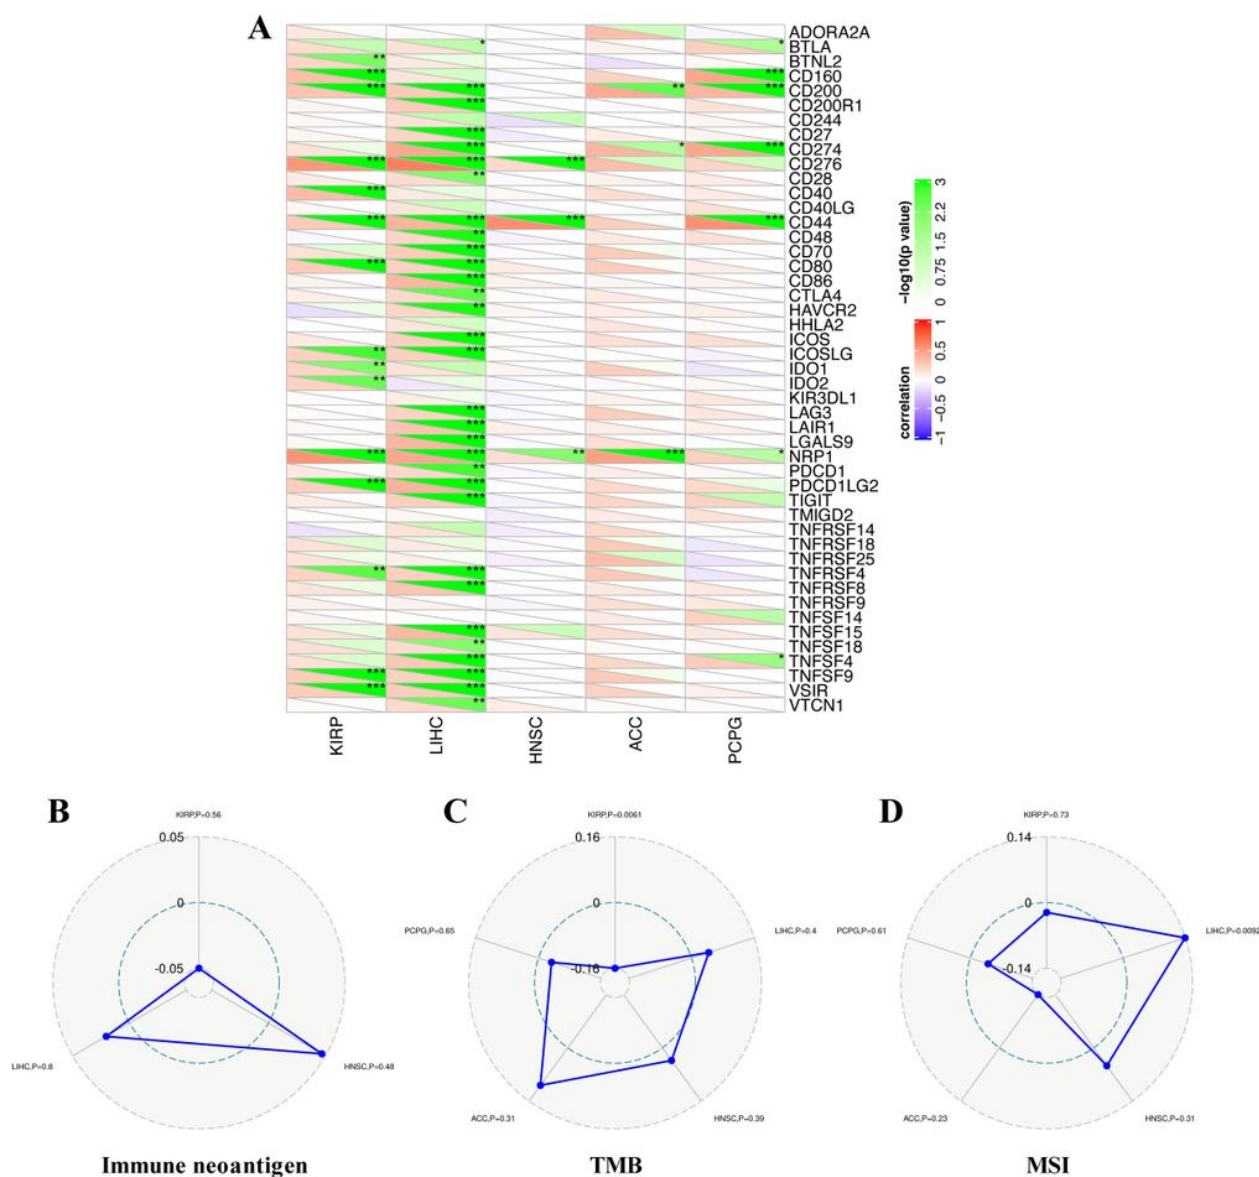 A
ADORA2A
BTLA
BTNL2
CD160
CD200
CD200R1
CD244
CD27
CD274
CD276
CD28
CD40
CD40LG
CD44
CD48
CD70
CD80
CD86
CTLA4
HAVCR2
HHLA2
ICOS
ICOSLG
IDO1
IDO2
KIR3DL1
LAG3
LAIR1
LGALS9
NRP1
PDCD1
PDCD1LG2
TIGIT
TMIGD2
TNFRSF14
TNFRSF18
TNFRSF25
TNFRSF4
TNFRSF8
TNFRSF9
TNFSF14
TNFSF15
TNFSF18
TNFSF4
TNFSF9
VSIR
VTCN1
KIRP
LIHC
HNSC
ACC
PCPG
−log10(p value)
0 0.75 1.5 2.2 3
correlation
−1 −0.5 0 0.5 1
B
KIRP,P=0.56
0.05
0
-0.05
LIHC,P=0.8
HNSC,P=0.48
Immune neoantigen
C
KIRP,P=0.0061
0.16
0
-0.16
PCPG,P=0.65
LIHC,P=0.4
ACC,P=0.31
HNSC,P=0.39
TMB
D
KIRP,P=0.73
0.14
0
-0.14
PCPG,P=0.61
LIHC,P=0.0092
ACC,P=0.23
HNSC,P=0.31
MSI